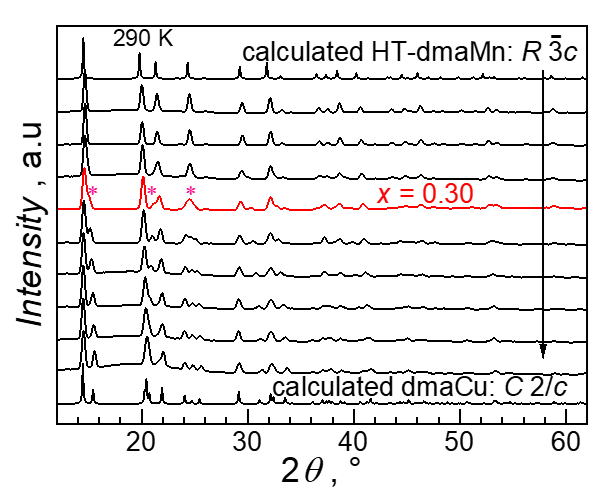 290 K
calculated HT-dmaMn: R 3̄c
* * *
x = 0.30
calculated dmaCu: C 2/c
Intensity , a.u
20 30 40 50 60
2θ , °